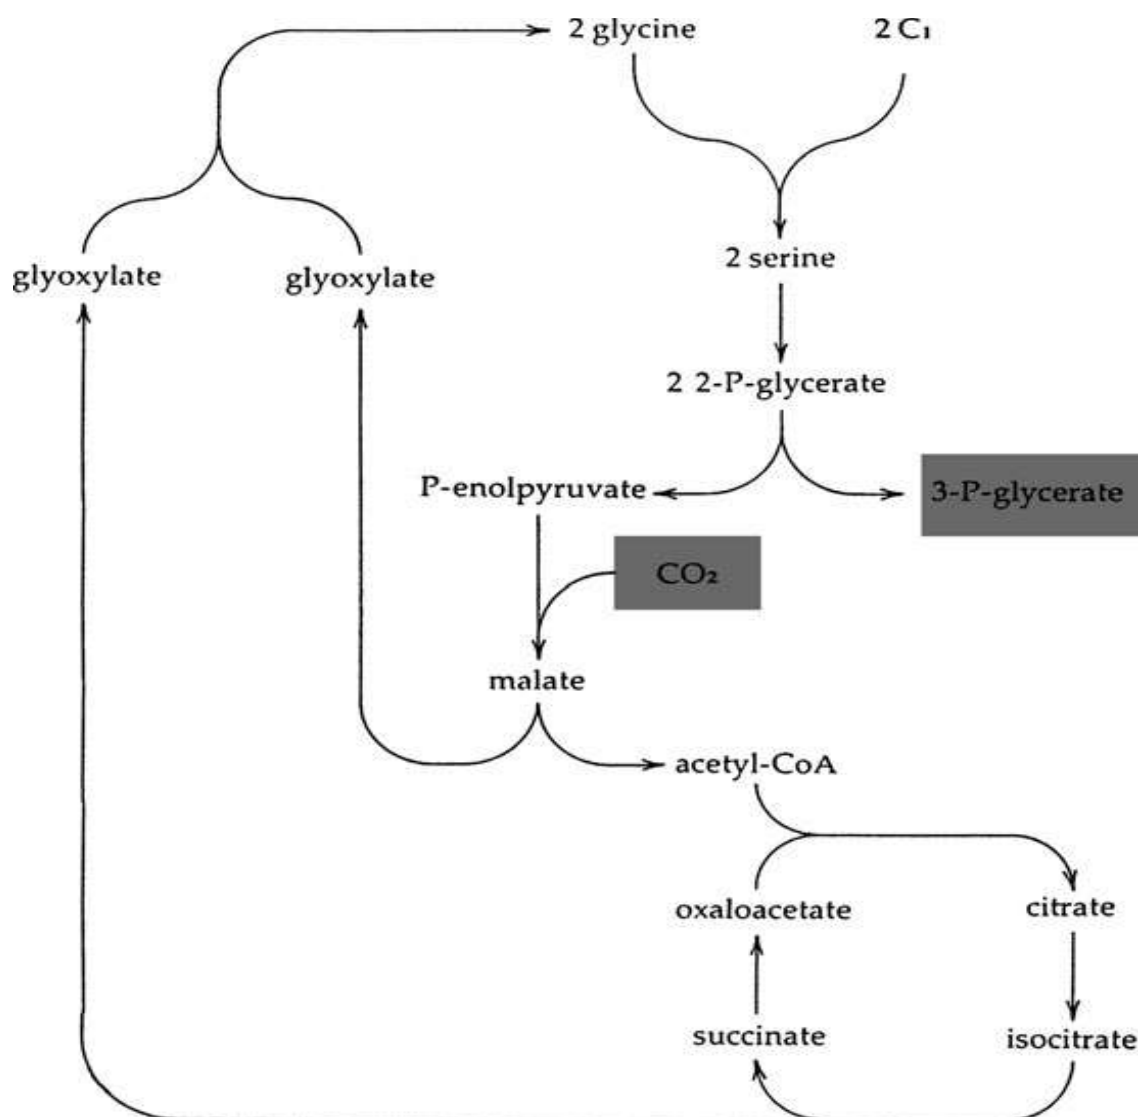 2 glycine
2 C₁
glyoxylate
glyoxylate
2 serine
2 2-P-glycerate
P-enolpyruvate
3-P-glycerate
CO₂
malate
acetyl-CoA
oxaloacetate
citrate
succinate
isocitrate